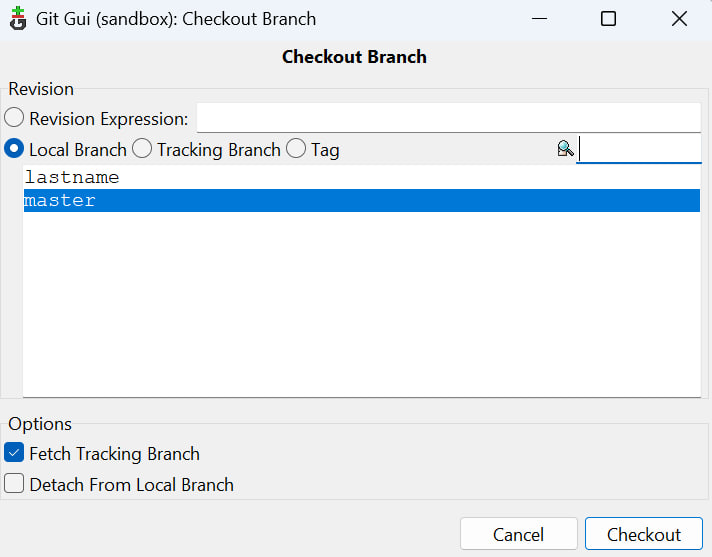 Git Gui (sandbox): Checkout Branch
Checkout Branch
Revision
Revision Expression:
Local Branch Tracking Branch Tag
lastname
master
Options
Fetch Tracking Branch
Detach From Local Branch
Cancel Checkout